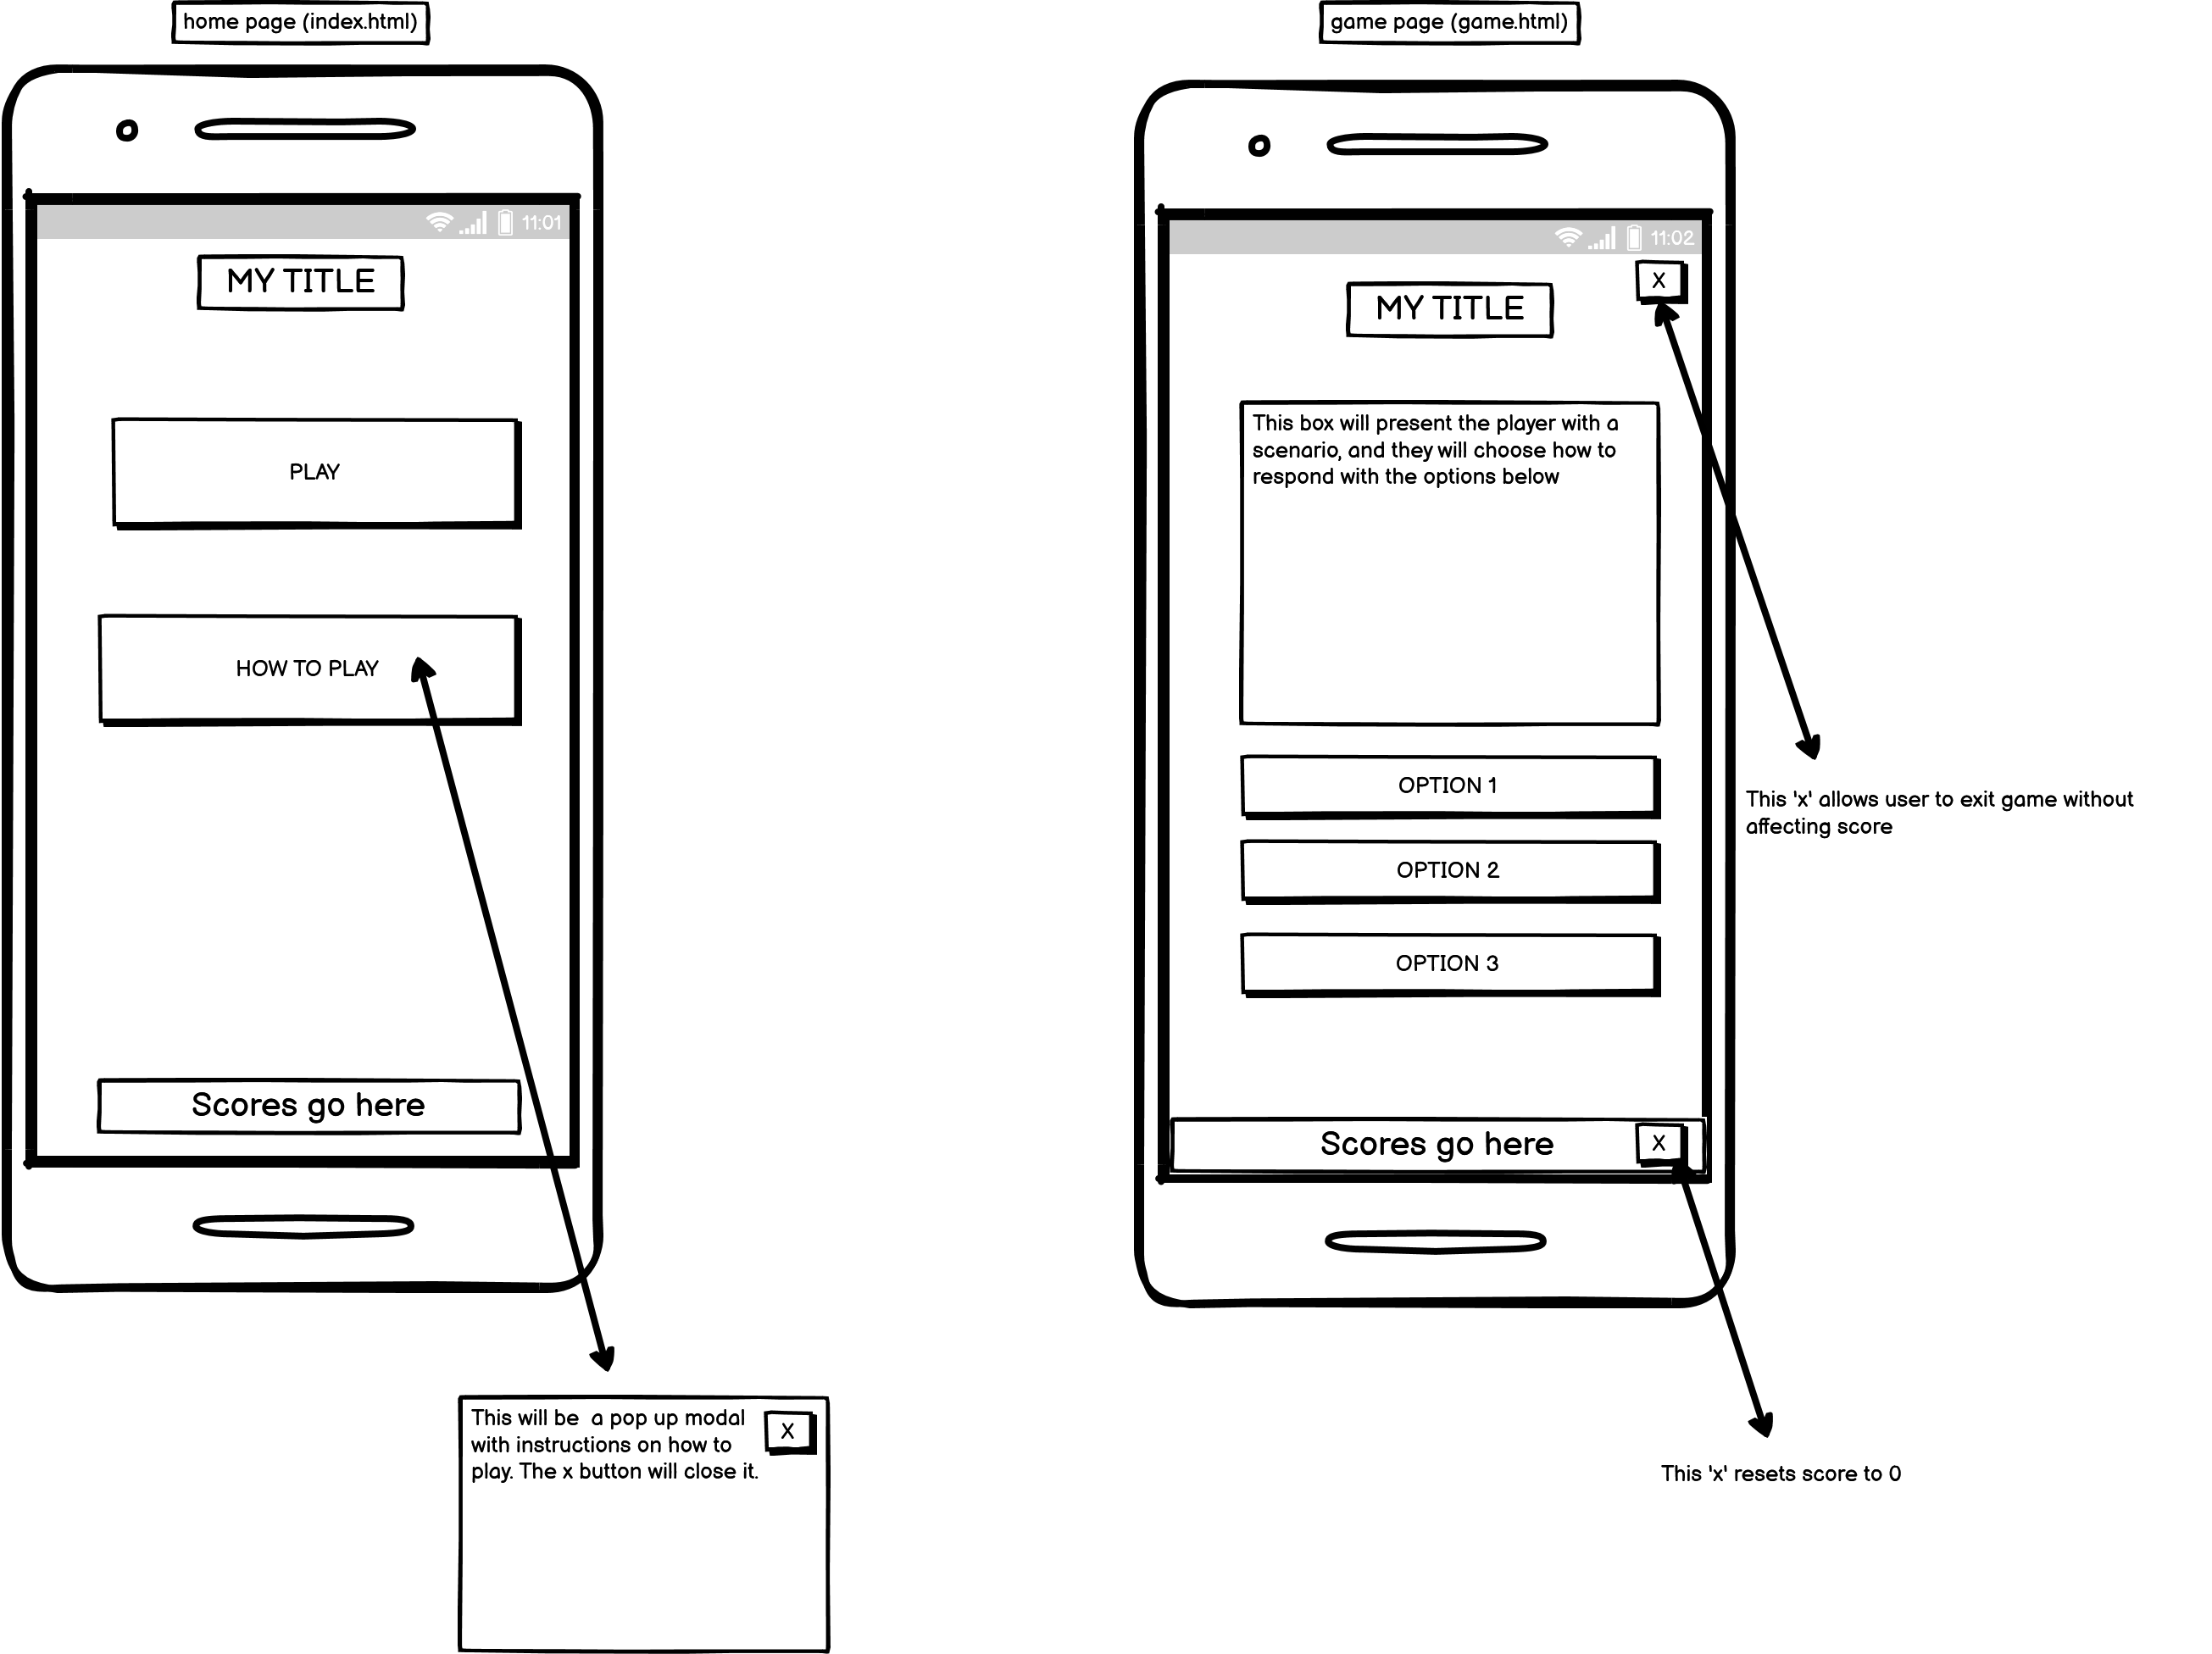 home page (index.html)
11:01
MY TITLE
PLAY
HOW TO PLAY
Scores go here
This will be a pop up modal
with instructions on how to
play. The x button will close it.
X
game page (game.html)
11:02
X
MY TITLE
This box will present the player with a
scenario, and they will choose how to
respond with the options below
OPTION 1
OPTION 2
OPTION 3
Scores go here
X
This 'x' allows user to exit game without
affecting score
This 'x' resets score to 0